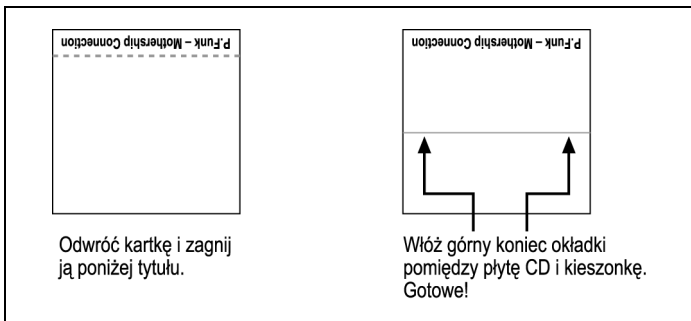 P.Funk – Mothership Connection
P.Funk – Mothership Connection
Odwróć kartkę i zagnij
ją poniżej tytułu.
Włóż górny koniec okładki
pomiędzy płytę CD i kieszonkę.
Gotowe!